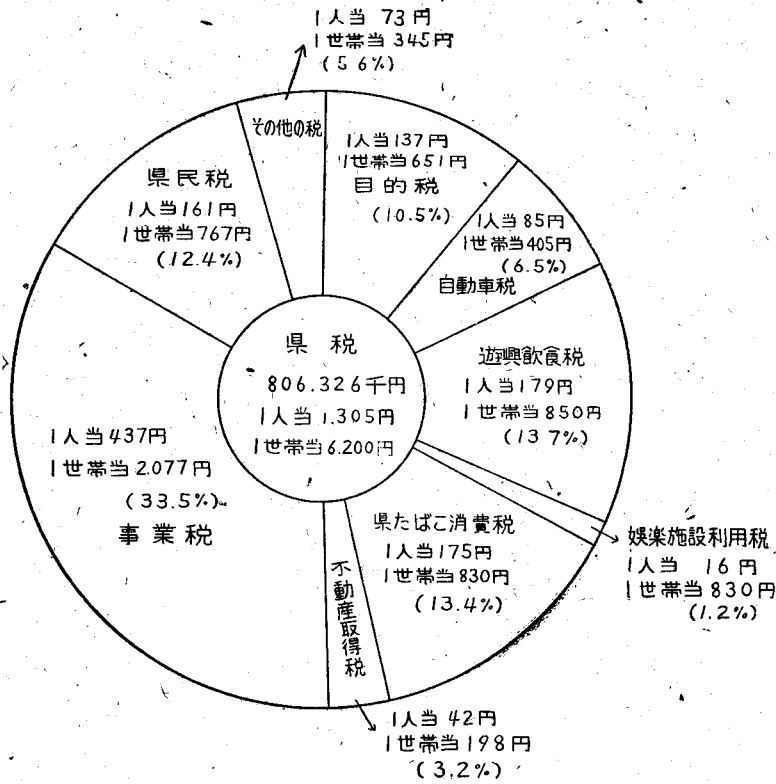 1人当 73円
1世帯当 345円
(5 6%)
その他の税
1人当137円
1世帯当651円
目的税
(10.5%)
1人当 85円
1世帯当405円
(6.5%)
自動車税
遊興飲食税
1人当179円
1世帯当 850円
(13 7%)
娯楽施設利用税
1人当 16円
1世帯当830円
(1.2%)
県たばこ消費税
1人当175円
1世帯当830円
(13.4%)
不動産取得税
1人当 42円
1世帯当198円
(3.2%)
1人当 437円
1世帯当 2.077円
(33.5%)
事業税
県民税
1人当161円
1世帯当767円
(12.4%)
県税
806.326千円
1人当 1.305円
1世帯当 6.200円